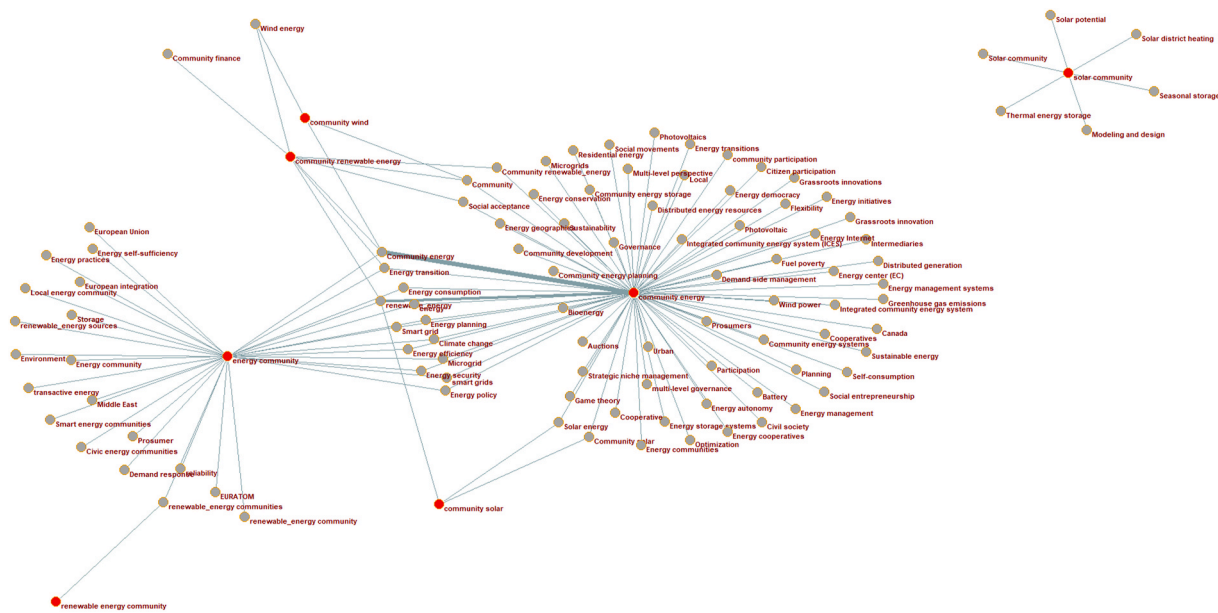 Solar potential
Wind energy
Solar district heating
Community finance
Solar community
solar community
Seasonal storage
Thermal energy storage
community wind
Modeling and design
Photovoltaics
Social movements
Energy transitions
Residential energy
community participation
community renewable energy
Microgrids
Community renewable_energy
Multi-level perspective
Citizen participation
Local
Grassroots innovations
Community
Energy conservation
Community energy storage
Energy democracy
Energy initiatives
Social acceptance
Distributed energy resources
Flexibility
Grassroots innovation
Energy geographies
Sustainability
Photovoltaic
European Union
Energy Internet
Governance
Integrated community energy system (ICES)
Intermediaries
Energy self-sufficiency
Community development
Energy practices
Community energy
Fuel poverty
Distributed generation
Energy transition
Community energy planning
Demand side management
Energy center (EC)
European integration
Energy management systems
Local energy community
Energy consumption
community energy
Greenhouse gas emissions
renewable_energy
energy
Wind power
Integrated community energy system
Bioenergy
Storage
renewable_energy sources
Energy planning
Smart grid
Prosumers
Canada
Cooperatives
Climate change
Auctions
Community energy systems
Urban
Environment
energy community
Energy efficiency
Sustainable energy
Energy community
Microgrid
Participation
Planning
Energy security
Strategic niche management
Self-consumption
smart grids
multi-level governance
transactive energy
Energy policy
Battery
Social entrepreneurship
Middle East
Game theory
Energy autonomy
Energy management
Smart energy communities
Cooperative
Solar energy
Energy storage systems
Civil society
Prosumer
Energy cooperatives
Community solar
Optimization
Civic energy communities
Energy communities
Demand response
reliability
EURATOM
renewable_energy communities
community solar
renewable_energy community
renewable energy community